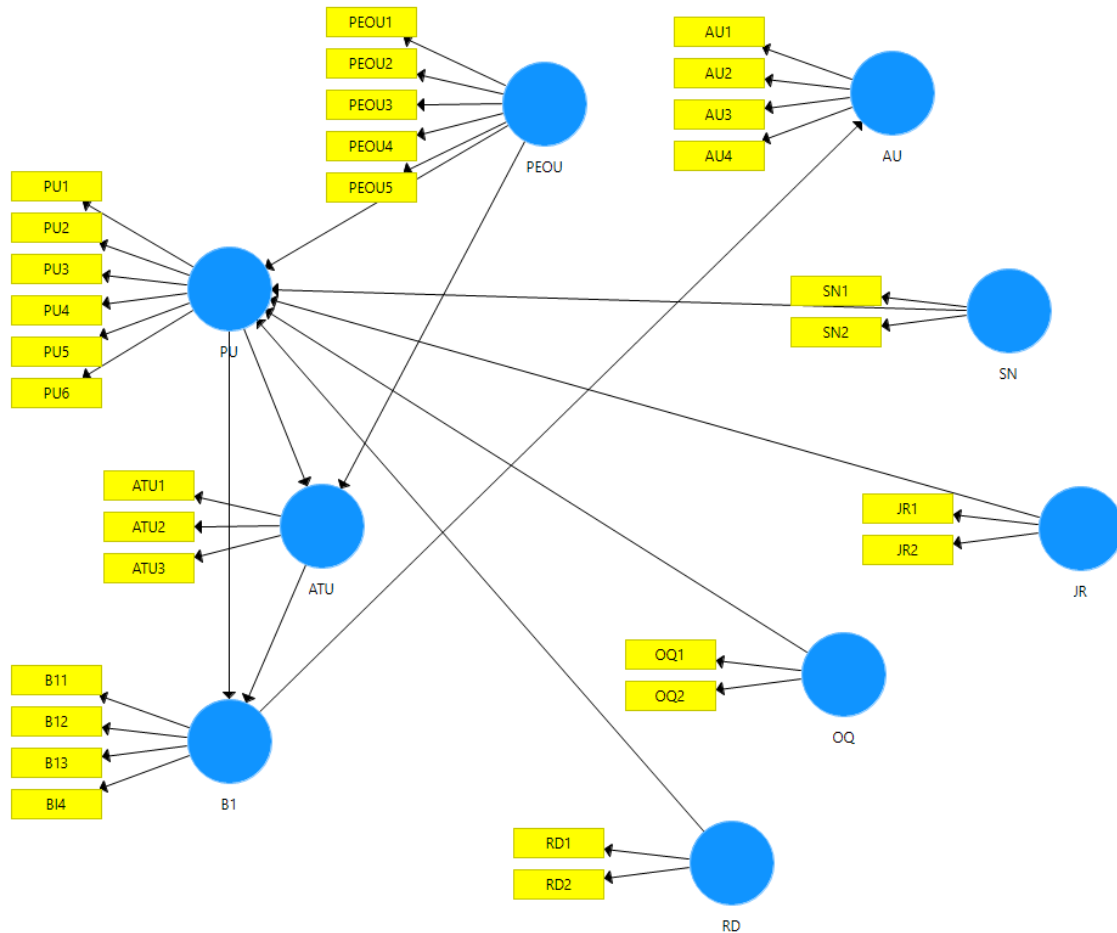 PEOU1
PEOU2
PEOU3
PEOU4
PEOU5
PEOU
AU1
AU2
AU3
AU4
AU
PU1
PU2
PU3
PU4
PU5
PU6
PU
SN1
SN2
SN
ATU1
ATU2
ATU3
ATU
JR1
JR2
JR
OQ1
OQ2
OQ
B11
B12
B13
BI4
B1
RD1
RD2
RD